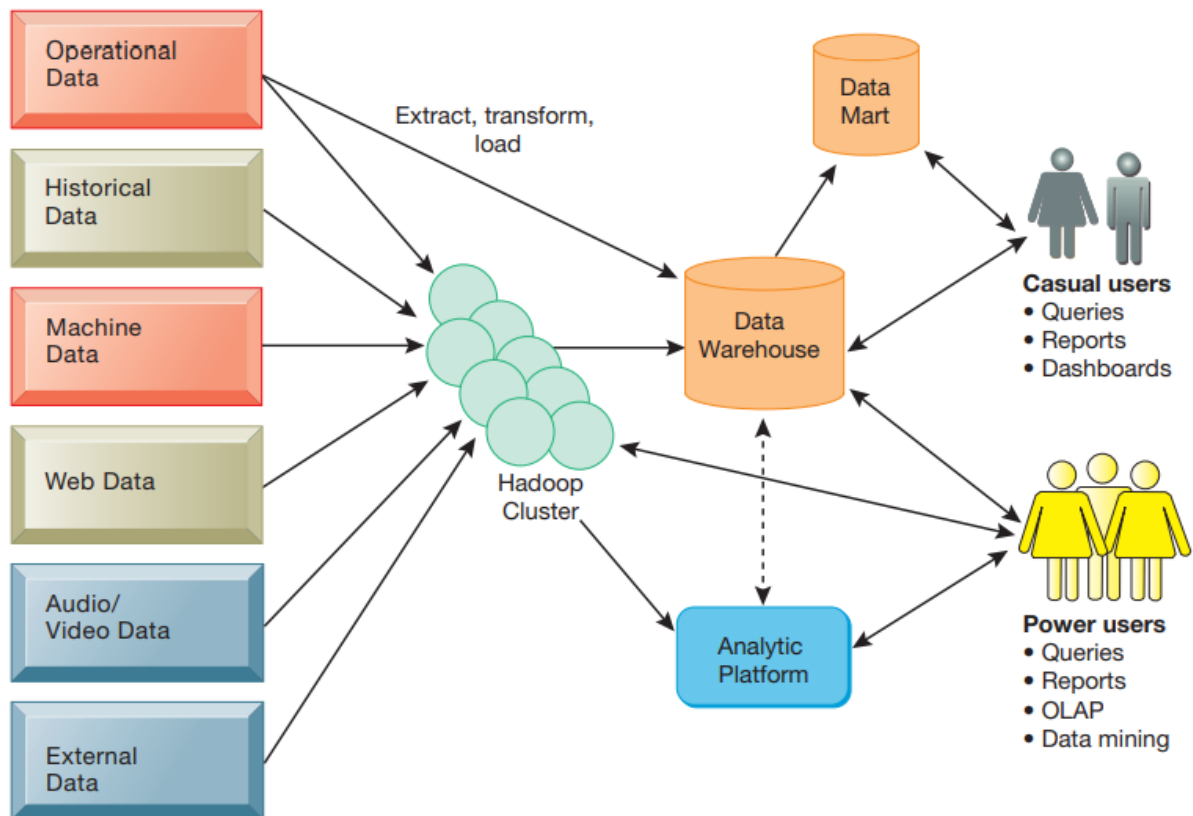 Operational
Data
Extract, transform,
load
Data
Mart
Historical
Data
Machine
Data
Data
Warehouse
Casual users
• Queries
• Reports
• Dashboards
Web Data
Hadoop
Cluster
Audio/
Video Data
Analytic
Platform
Power users
• Queries
• Reports
• OLAP
• Data mining
External
Data